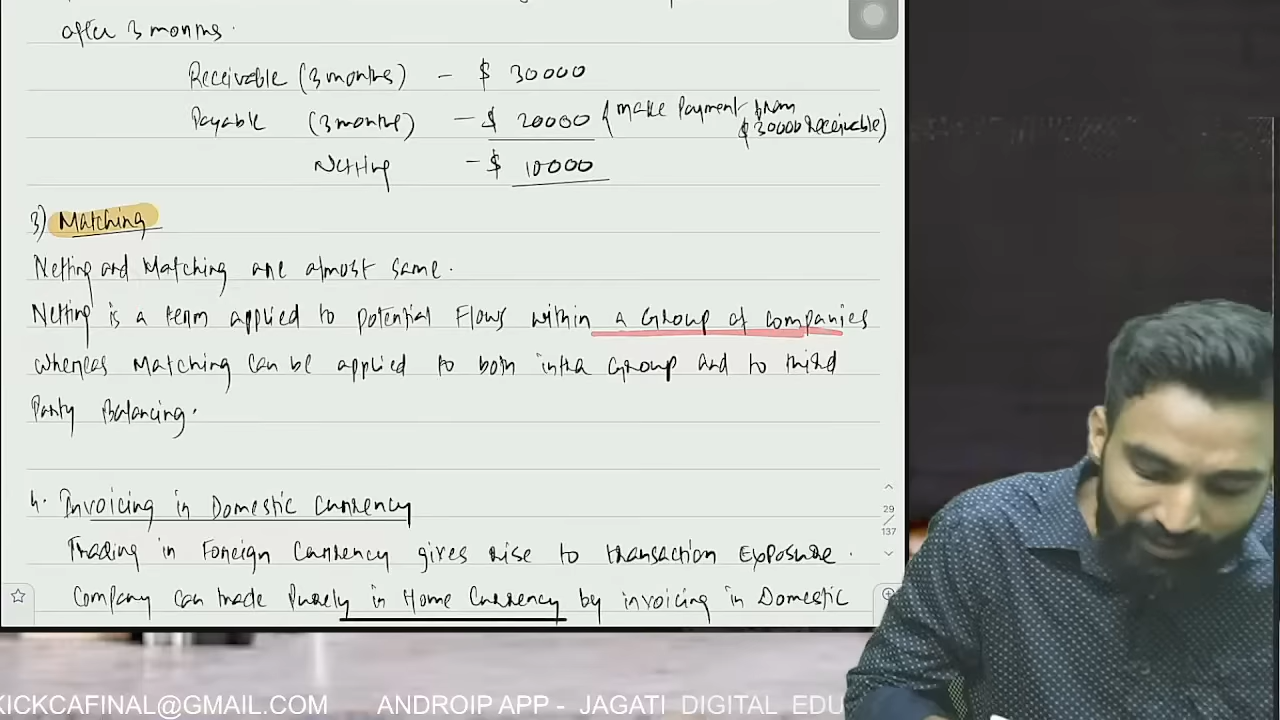 after 3 months.
Receivable (3 months) - $ 30000
Payable (3 months) - $ 20000 (make Payment from $30000 Receivable)
Netting - $ 10000
3) Matching
Netting and Matching are almost same.
Netting is a term applied to potential Flows within a Group of companies
whereas Matching can be applied to both intra Group and to third
Party Balancing.
4. Invoicing in Domestic Currency
Trading in Foreign Currency gives rise to transaction Exposure.
Company can trade Purely in Home Currency by invoicing in Domestic
29
/
137
KICKCAFINAL@GMAIL.COM ANDROIP APP - JAGATI DIGITAL EDU